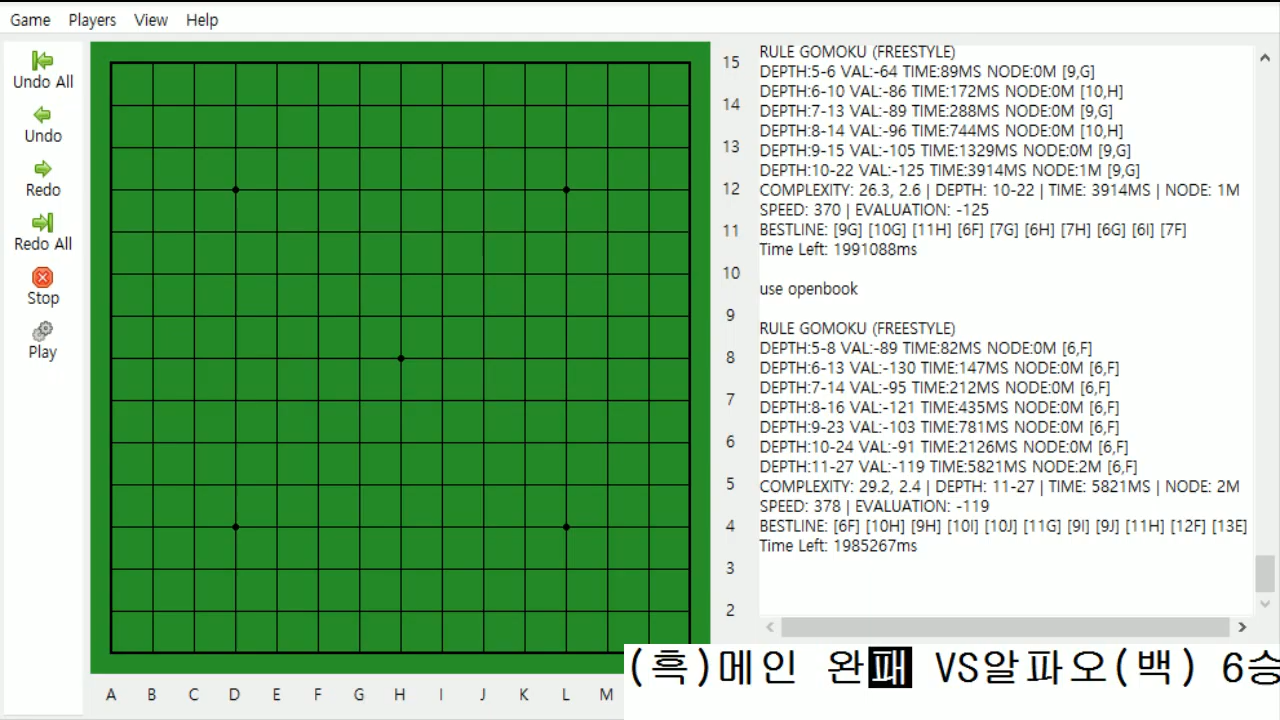 Game Players View Help
Undo All
Undo
Redo
Redo All
Stop
Play
15
14
13
12
11
10
9
8
7
6
5
4
3
2
A B C D E F G H I J K L M
RULE GOMOKU (FREESTYLE)
DEPTH:5-6 VAL:-64 TIME:89MS NODE:0M [9,G]
DEPTH:6-10 VAL:-86 TIME:172MS NODE:0M [10,H]
DEPTH:7-13 VAL:-89 TIME:288MS NODE:0M [9,G]
DEPTH:8-14 VAL:-96 TIME:744MS NODE:0M [10,H]
DEPTH:9-15 VAL:-105 TIME:1329MS NODE:0M [9,G]
DEPTH:10-22 VAL:-125 TIME:3914MS NODE:1M [9,G]
COMPLEXITY: 26.3, 2.6 | DEPTH: 10-22 | TIME: 3914MS | NODE: 1M
SPEED: 370 | EVALUATION: -125
BESTLINE: [9G] [10G] [11H] [6F] [7G] [6H] [7H] [6G] [6I] [7F]
Time Left: 1991088ms
use openbook
RULE GOMOKU (FREESTYLE)
DEPTH:5-8 VAL:-89 TIME:82MS NODE:0M [6,F]
DEPTH:6-13 VAL:-130 TIME:147MS NODE:0M [6,F]
DEPTH:7-14 VAL:-95 TIME:212MS NODE:0M [6,F]
DEPTH:8-16 VAL:-121 TIME:435MS NODE:0M [6,F]
DEPTH:9-23 VAL:-103 TIME:781MS NODE:0M [6,F]
DEPTH:10-24 VAL:-91 TIME:2126MS NODE:0M [6,F]
DEPTH:11-27 VAL:-119 TIME:5821MS NODE:2M [6,F]
COMPLEXITY: 29.2, 2.4 | DEPTH: 11-27 | TIME: 5821MS | NODE: 2M
SPEED: 378 | EVALUATION: -119
BESTLINE: [6F] [10H] [9H] [10I] [10J] [11G] [9I] [9J] [11H] [12F] [13E]
Time Left: 1985267ms
(흑)메인 완패 VS알파오(백) 6승